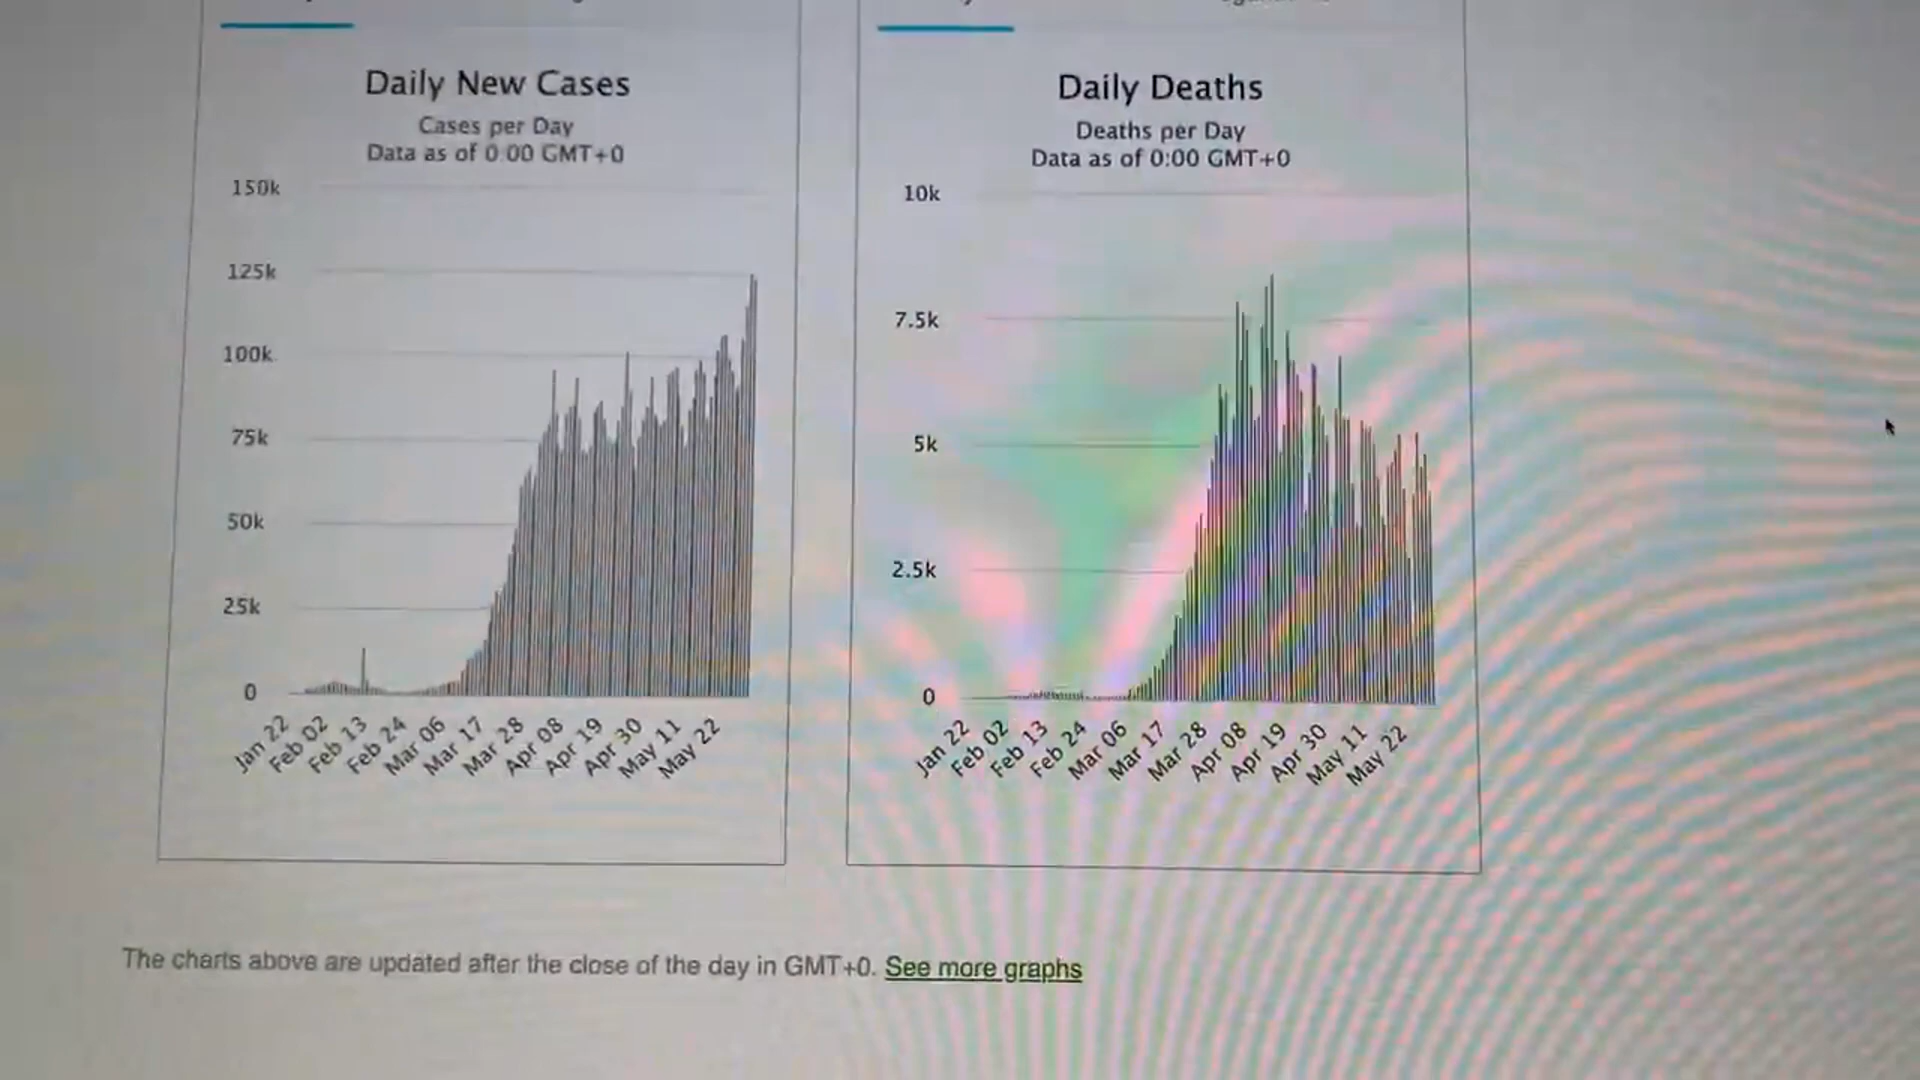 Daily New Cases
Cases per Day
Data as of 0:00 GMT+0
150k
125k
100k
75k
50k
25k
0
Jan 22
Feb 02
Feb 13
Feb 24
Mar 06
Mar 17
Mar 28
Apr 08
Apr 19
Apr 30
May 11
May 22
Daily Deaths
Deaths per Day
Data as of 0:00 GMT+0
10k
7.5k
5k
2.5k
0
Jan 22
Feb 02
Feb 13
Feb 24
Mar 06
Mar 17
Mar 28
Apr 08
Apr 19
Apr 30
May 11
May 22
The charts above are updated after the close of the day in GMT+0. See more graphs